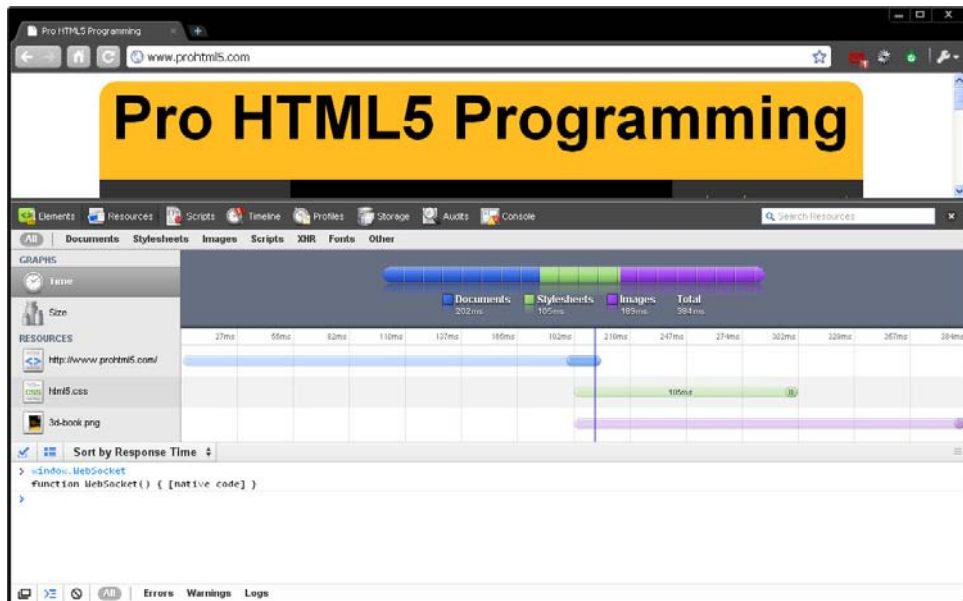 Pro HTML5 Programming
www.prohtml5.com
Pro HTML5 Programming
Elements Resources Scripts Timeline Profiles Storage Audits Console Search Resources
All Documents Stylesheets Images Scripts XHR Fonts Other
GRAPHS
Time
Size
Documents Stylesheets Images Total
202ms 105ms 189ms 384ms
RESOURCES 27ms 55ms 82ms 110ms 137ms 165ms 192ms 219ms 247ms 274ms 302ms 329ms 357ms 384ms
http://www.prohtml5.com/
html5.css 105ms
3d-book.png
Sort by Response Time
> window.WebSocket
function WebSocket() { [native code] }
>
All Errors Warnings Logs